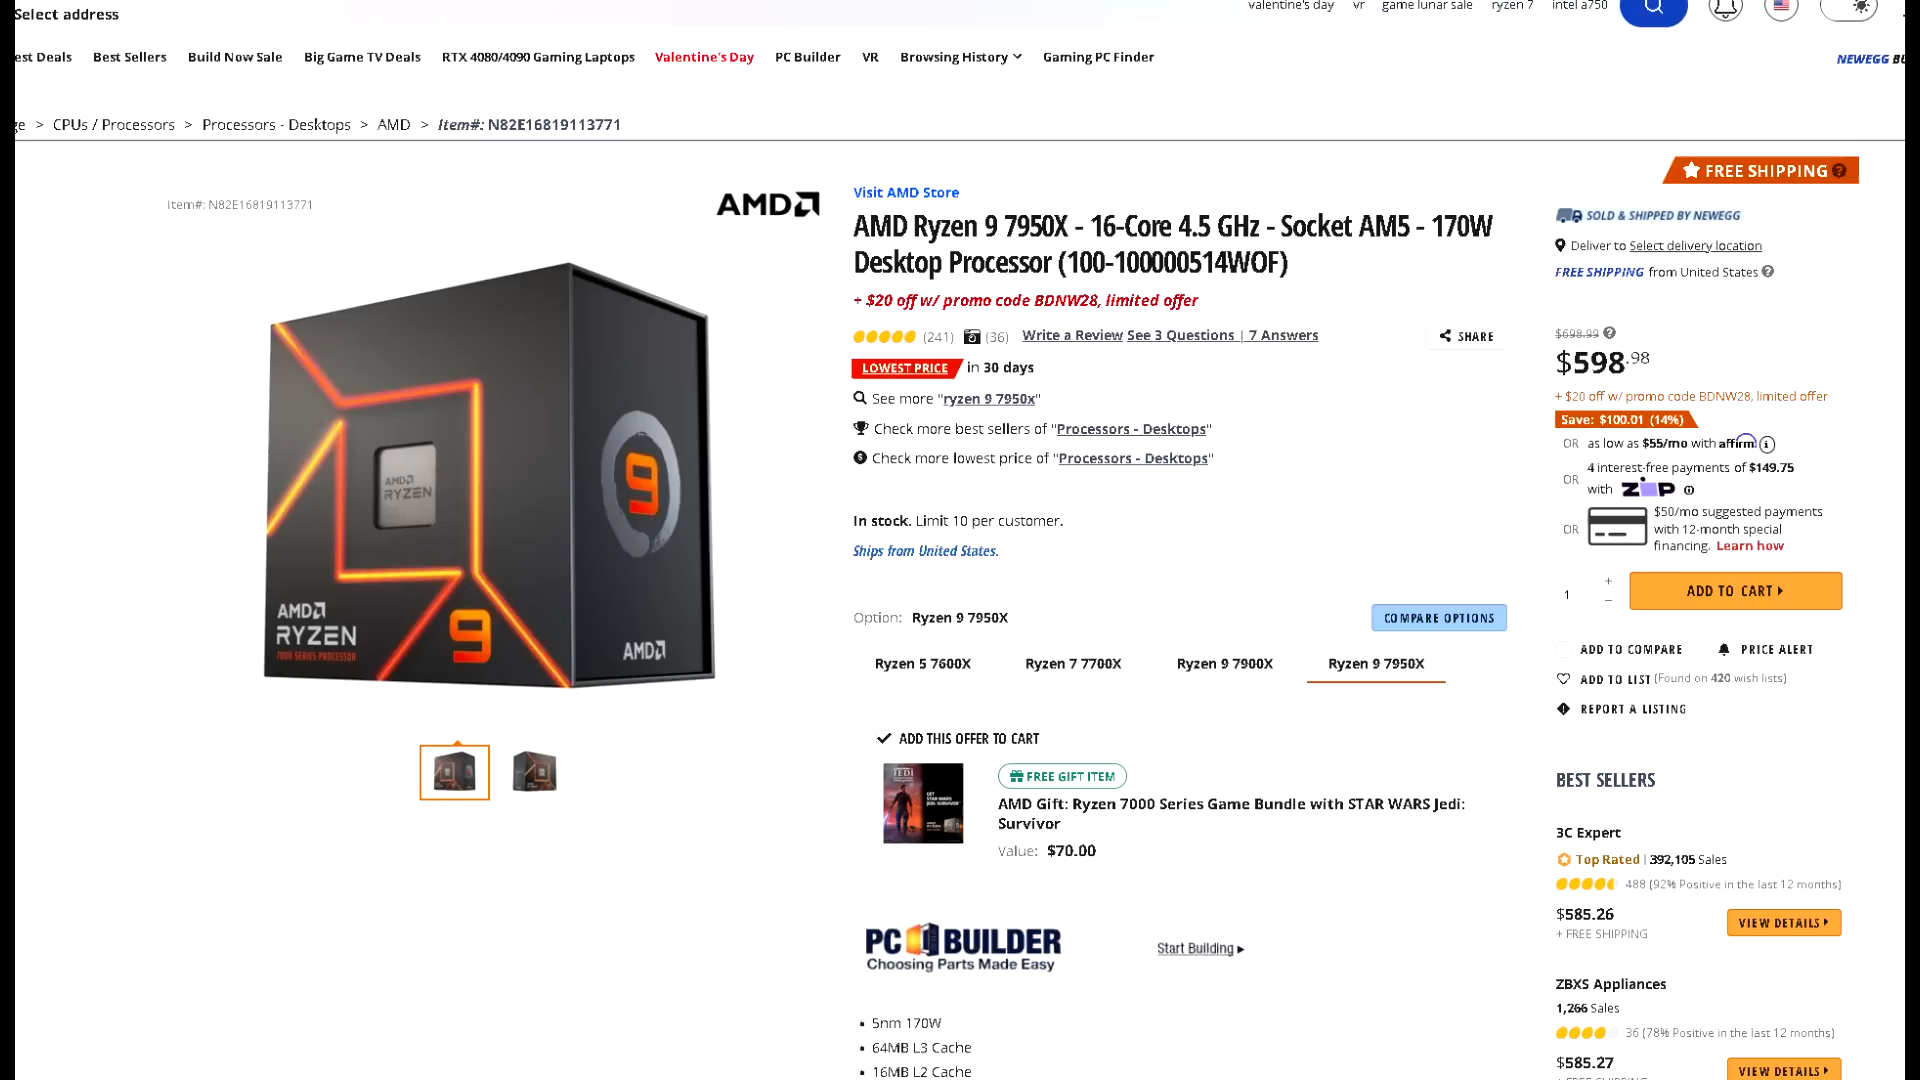 Select address
valentine's day vr game lunar sale ryzen 7 intel a750
est Deals Best Sellers Build Now Sale Big Game TV Deals RTX 4080/4090 Gaming Laptops Valentine's Day PC Builder VR Browsing History Gaming PC Finder
NEWEGG BU
ge > CPUs / Processors > Processors - Desktops > AMD > Item#: N82E16819113771
Item#: N82E16819113771
AMD
AMD
RYZEN
9
AMD
RYZEN
7000 SERIES PROCESSOR
9
AMD
Visit AMD Store
AMD Ryzen 9 7950X - 16-Core 4.5 GHz - Socket AM5 - 170W
Desktop Processor (100-100000514WOF)
+ $20 off w/ promo code BDNW28, limited offer
(241) (36) Write a Review See 3 Questions | 7 Answers
SHARE
LOWEST PRICE in 30 days
See more "ryzen 9 7950x"
Check more best sellers of "Processors - Desktops"
Check more lowest price of "Processors - Desktops"
In stock. Limit 10 per customer.
Ships from United States.
Option: Ryzen 9 7950X
COMPARE OPTIONS
Ryzen 5 7600X Ryzen 7 7700X Ryzen 9 7900X Ryzen 9 7950X
ADD THIS OFFER TO CART
JEDI
FREE GIFT ITEM
AMD Gift: Ryzen 7000 Series Game Bundle with STAR WARS Jedi:
Survivor
Value: $70.00
PC BUILDER
Choosing Parts Made Easy
Start Building
• 5nm 170W
• 64MB L3 Cache
• 16MB L2 Cache
FREE SHIPPING
SOLD & SHIPPED BY NEWEGG
Deliver to Select delivery location
FREE SHIPPING from United States
$698.99
$598.98
+ $20 off w/ promo code BDNW28, limited offer
Save: $100.01 (14%)
OR as low as $55/mo with affirm
OR 4 interest-free payments of $149.75
with ZIP
OR $50/mo suggested payments
with 12-month special
financing. Learn how
1 + −
ADD TO CART
ADD TO COMPARE PRICE ALERT
ADD TO LIST (Found on 420 wish lists)
REPORT A LISTING
BEST SELLERS
3C Expert
Top Rated | 392,105 Sales
488 (92% Positive in the last 12 months)
$585.26
+ FREE SHIPPING
VIEW DETAILS
ZBXS Appliances
1,266 Sales
36 (78% Positive in the last 12 months)
$585.27
VIEW DETAILS